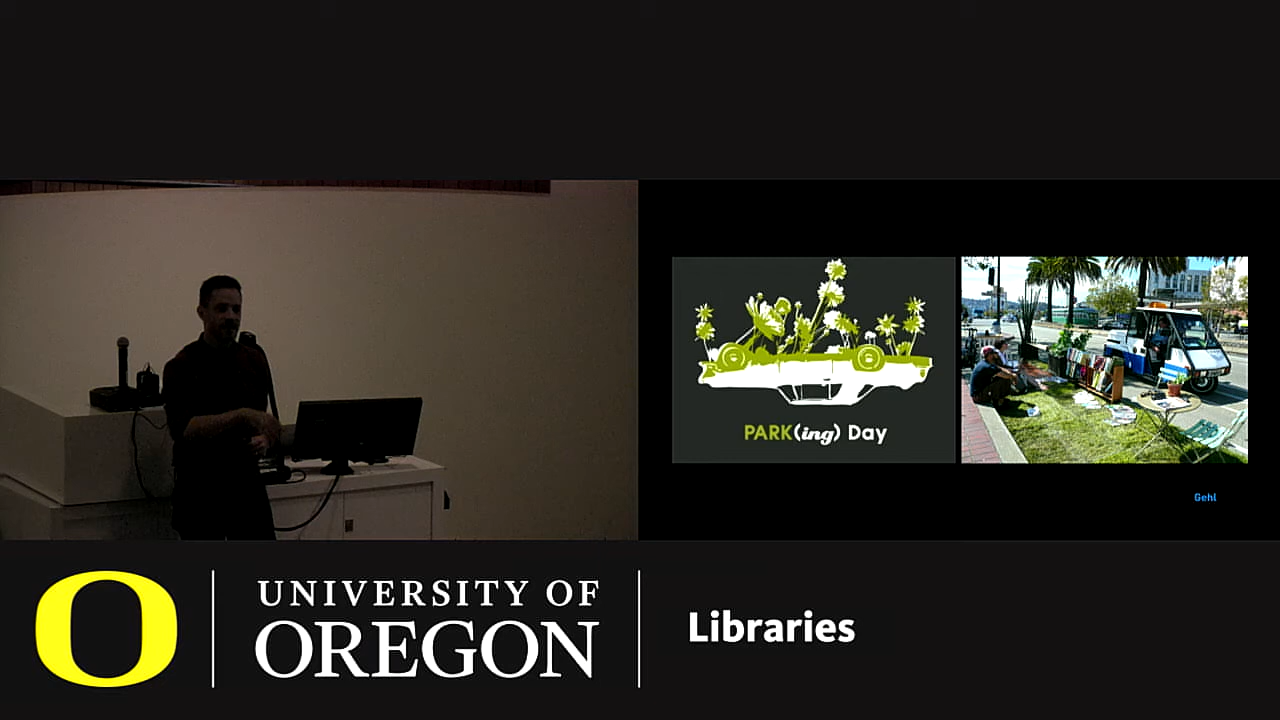 PARK(ing) Day
Gehl
UNIVERSITY OF
OREGON
Libraries